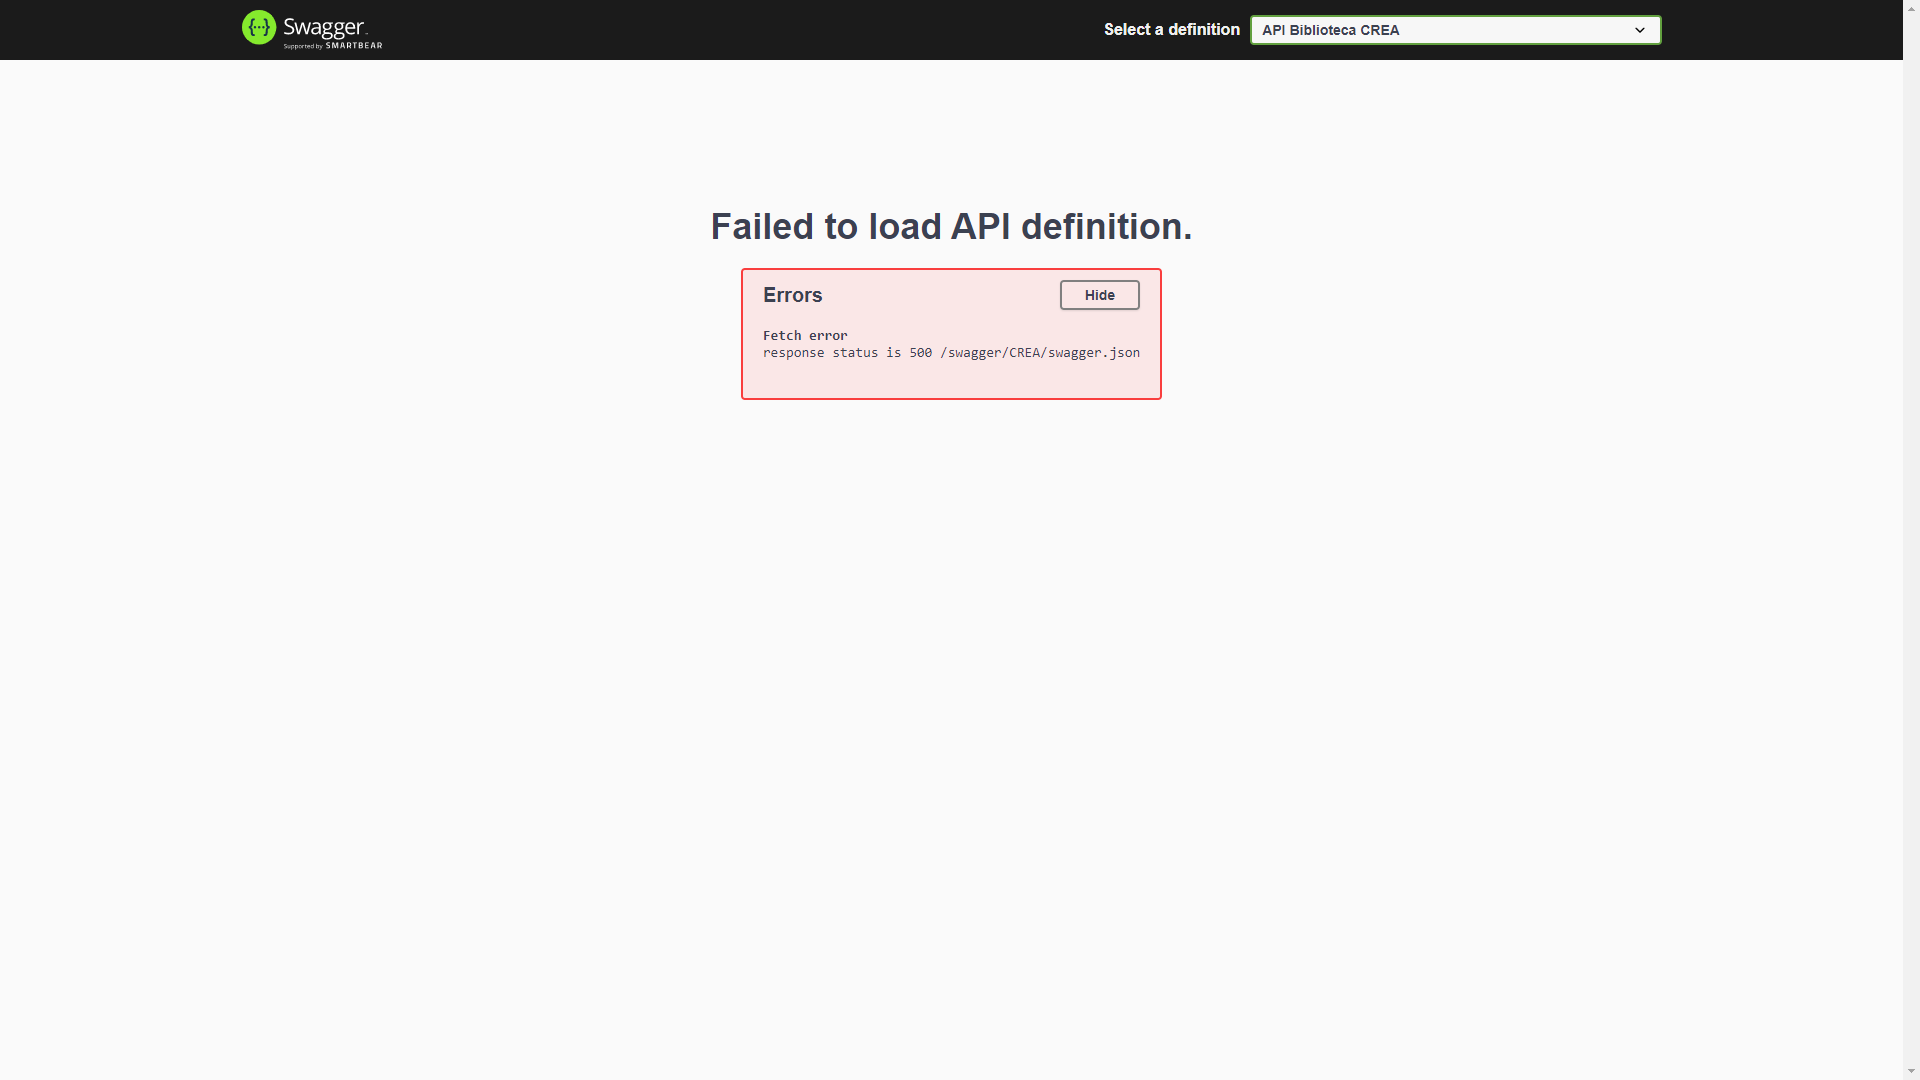 Swagger
Supported by SMARTBEAR
Select a definition
API Biblioteca CREA
Failed to load API definition.
Errors
Hide
Fetch error
response status is 500 /swagger/CREA/swagger.json